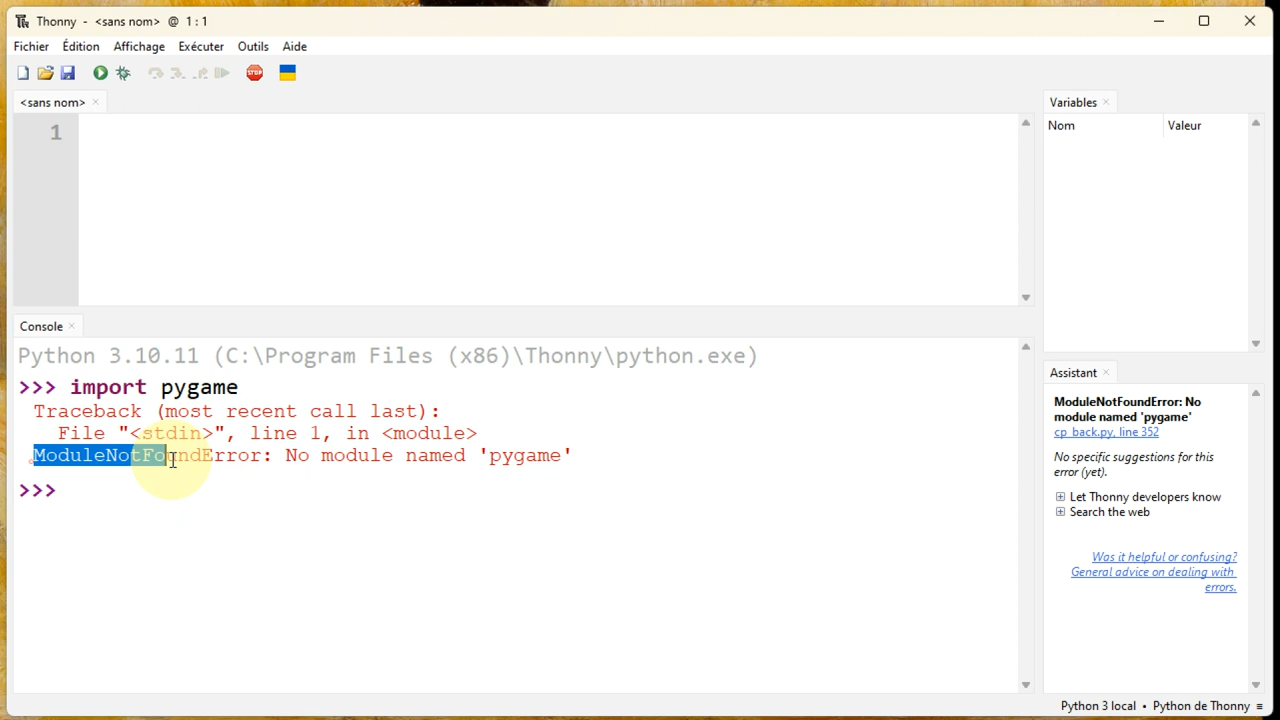 Thonny - <sans nom> @ 1 : 1
Fichier Édition Affichage Exécuter Outils Aide
STOP
<sans nom>
1
Variables
Nom Valeur
Console
Python 3.10.11 (C:\Program Files (x86)\Thonny\python.exe)
>>> import pygame
Traceback (most recent call last):
File "<stdin>", line 1, in <module>
ModuleNotFoundError: No module named 'pygame'
>>>
Assistant
ModuleNotFoundError: No
module named 'pygame'
cp_back.py, line 352
No specific suggestions for this
error (yet).
Let Thonny developers know
Search the web
Was it helpful or confusing?
General advice on dealing with
errors.
Python 3 local • Python de Thonny ≡